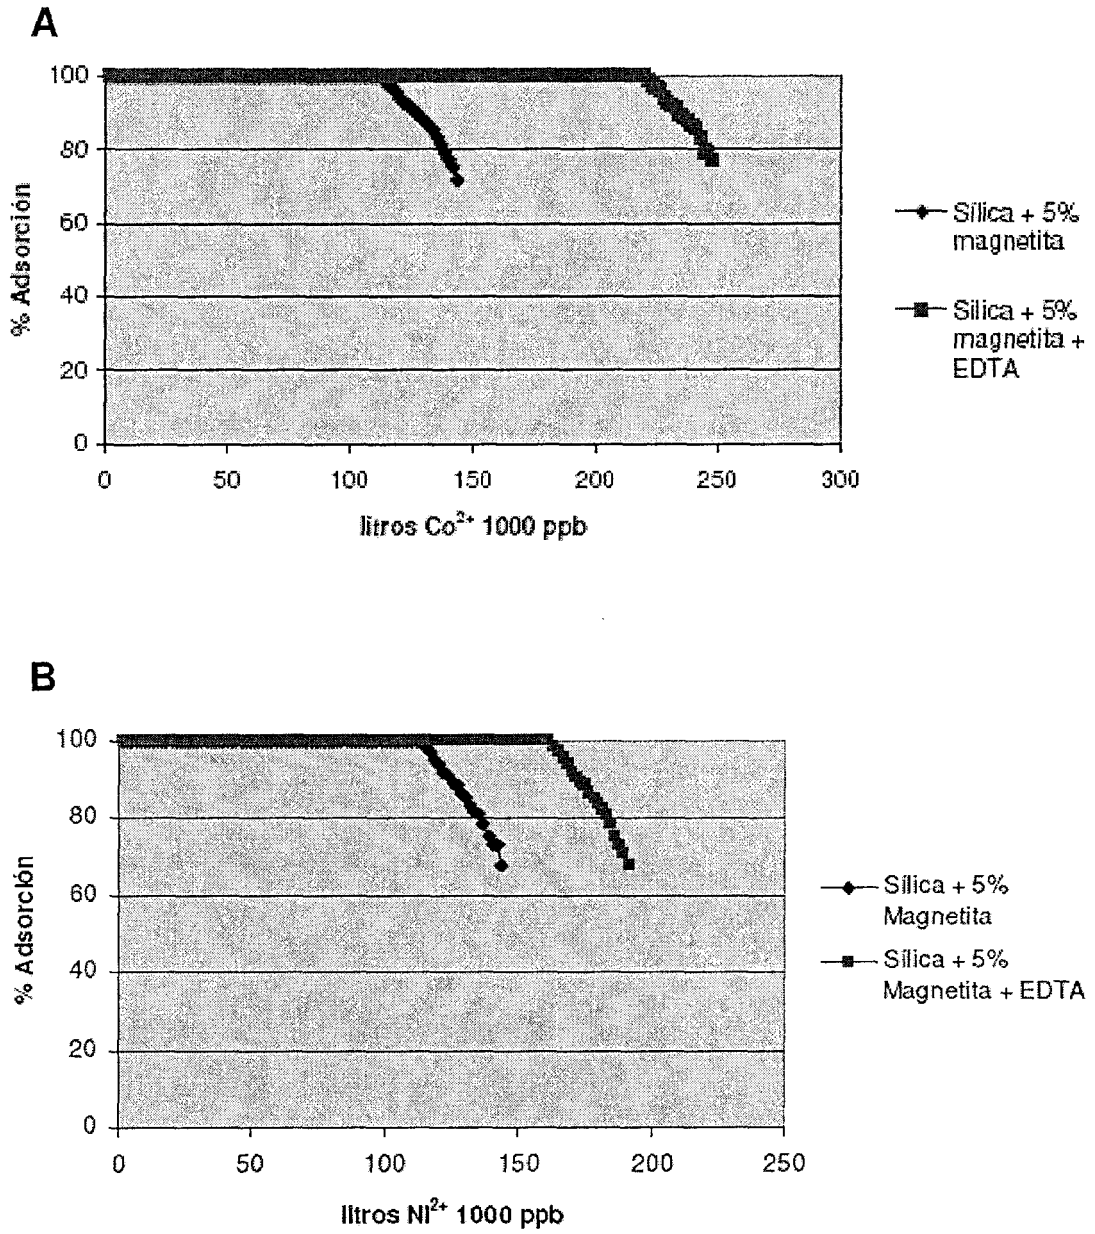 A
100
80
60
40
20
0
% Adsorción
0 50 100 150 200 250 300
litros Co²⁺ 1000 ppb
Sílica + 5%
magnetita
Sílica + 5%
magnetita +
EDTA
B
100
80
60
40
20
0
% Adsorción
0 50 100 150 200 250
litros Ni²⁺ 1000 ppb
Sílica + 5%
Magnetita
Sílica + 5%
Magnetita + EDTA